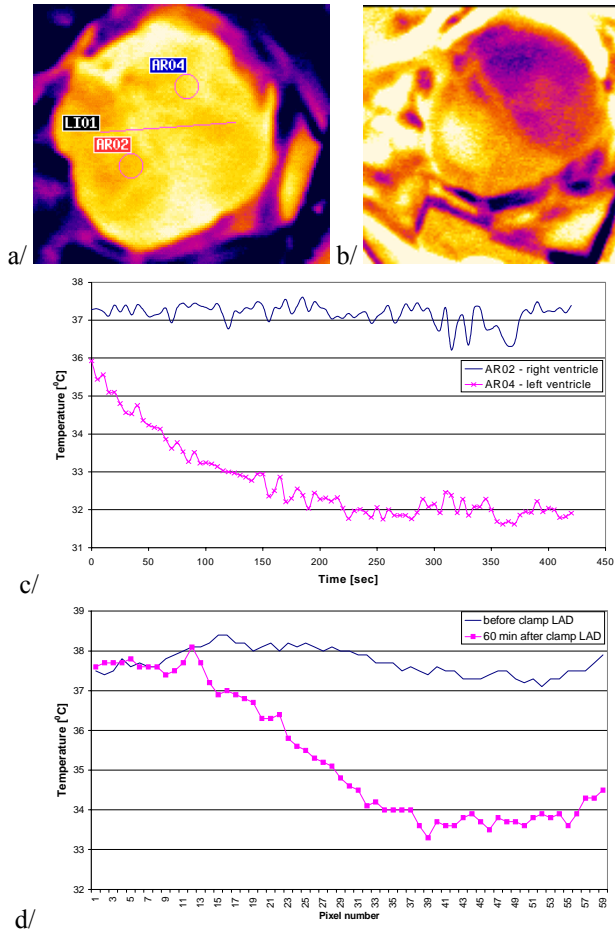 AR04
LI01
AR02
a/
b/
38
37
36
35
34
33
32
31
Temperature [⁰C]
AR02 - right ventricle
AR04 - left ventricle
0 50 100 150 200 250 300 350 400 450
Time [sec]
c/
39
38
37
36
35
34
33
32
Temperature [⁰C]
before clamp LAD
60 min after clamp LAD
1 3 5 7 9 11 13 15 17 19 21 23 25 27 29 31 33 35 37 39 41 43 45 47 49 51 53 55 57 59
Pixel number
d/